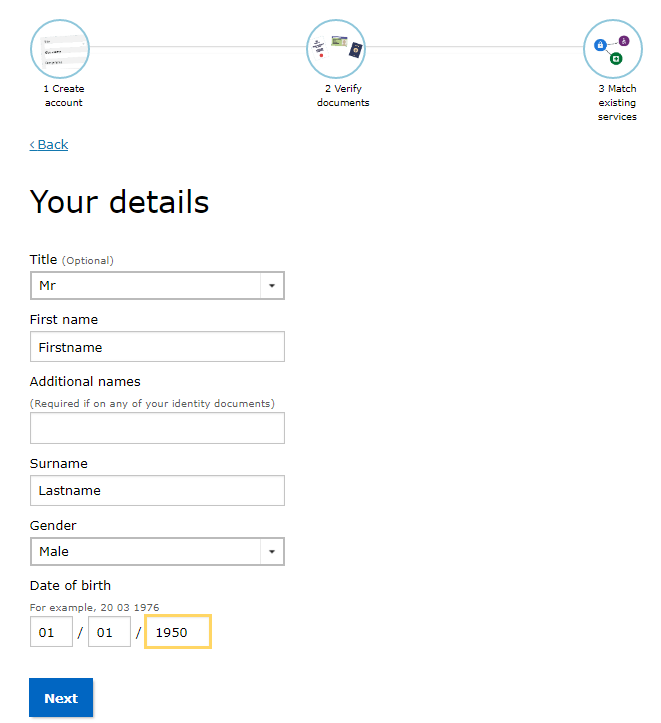 1 Create
account
2 Verify
documents
3 Match
existing
services
‹ Back
Your details
Title (Optional)
Mr
First name
Firstname
Additional names
(Required if on any of your identity documents)
Surname
Lastname
Gender
Male
Date of birth
For example, 20 03 1976
01 / 01 / 1950
Next